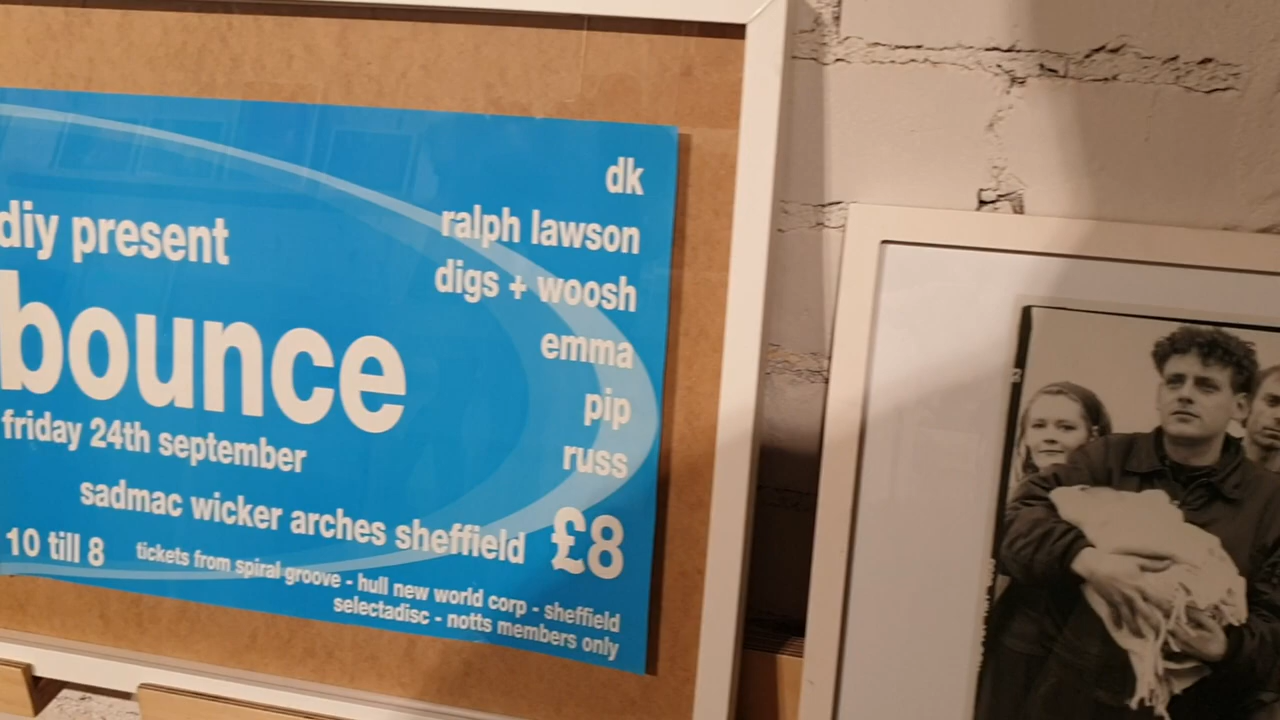 dk
ralph lawson
diy present
digs + woosh
bounce
emma
pip
friday 24th september
russ
sadmac wicker arches sheffield
£8
10 till 8
tickets from spiral groove - hull new world corp - sheffield
selectadisc - notts members only